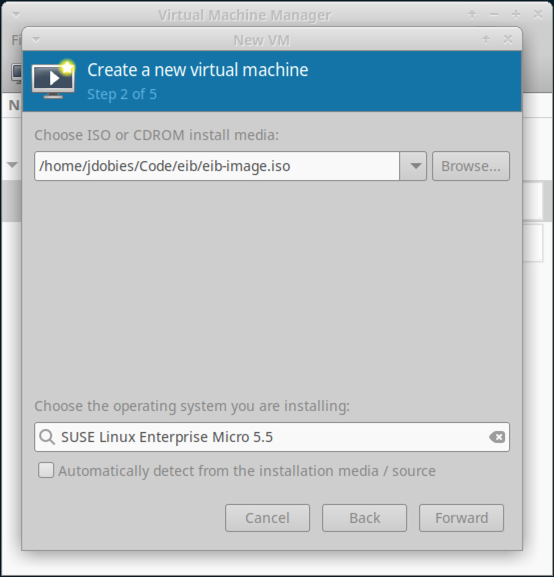 Virtual Machine Manager
New VM
Create a new virtual machine
Step 2 of 5
Choose ISO or CDROM install media:
/home/jdobies/Code/eib/eib-image.iso Browse...
Choose the operating system you are installing:
SUSE Linux Enterprise Micro 5.5
Automatically detect from the installation media / source
Cancel Back Forward